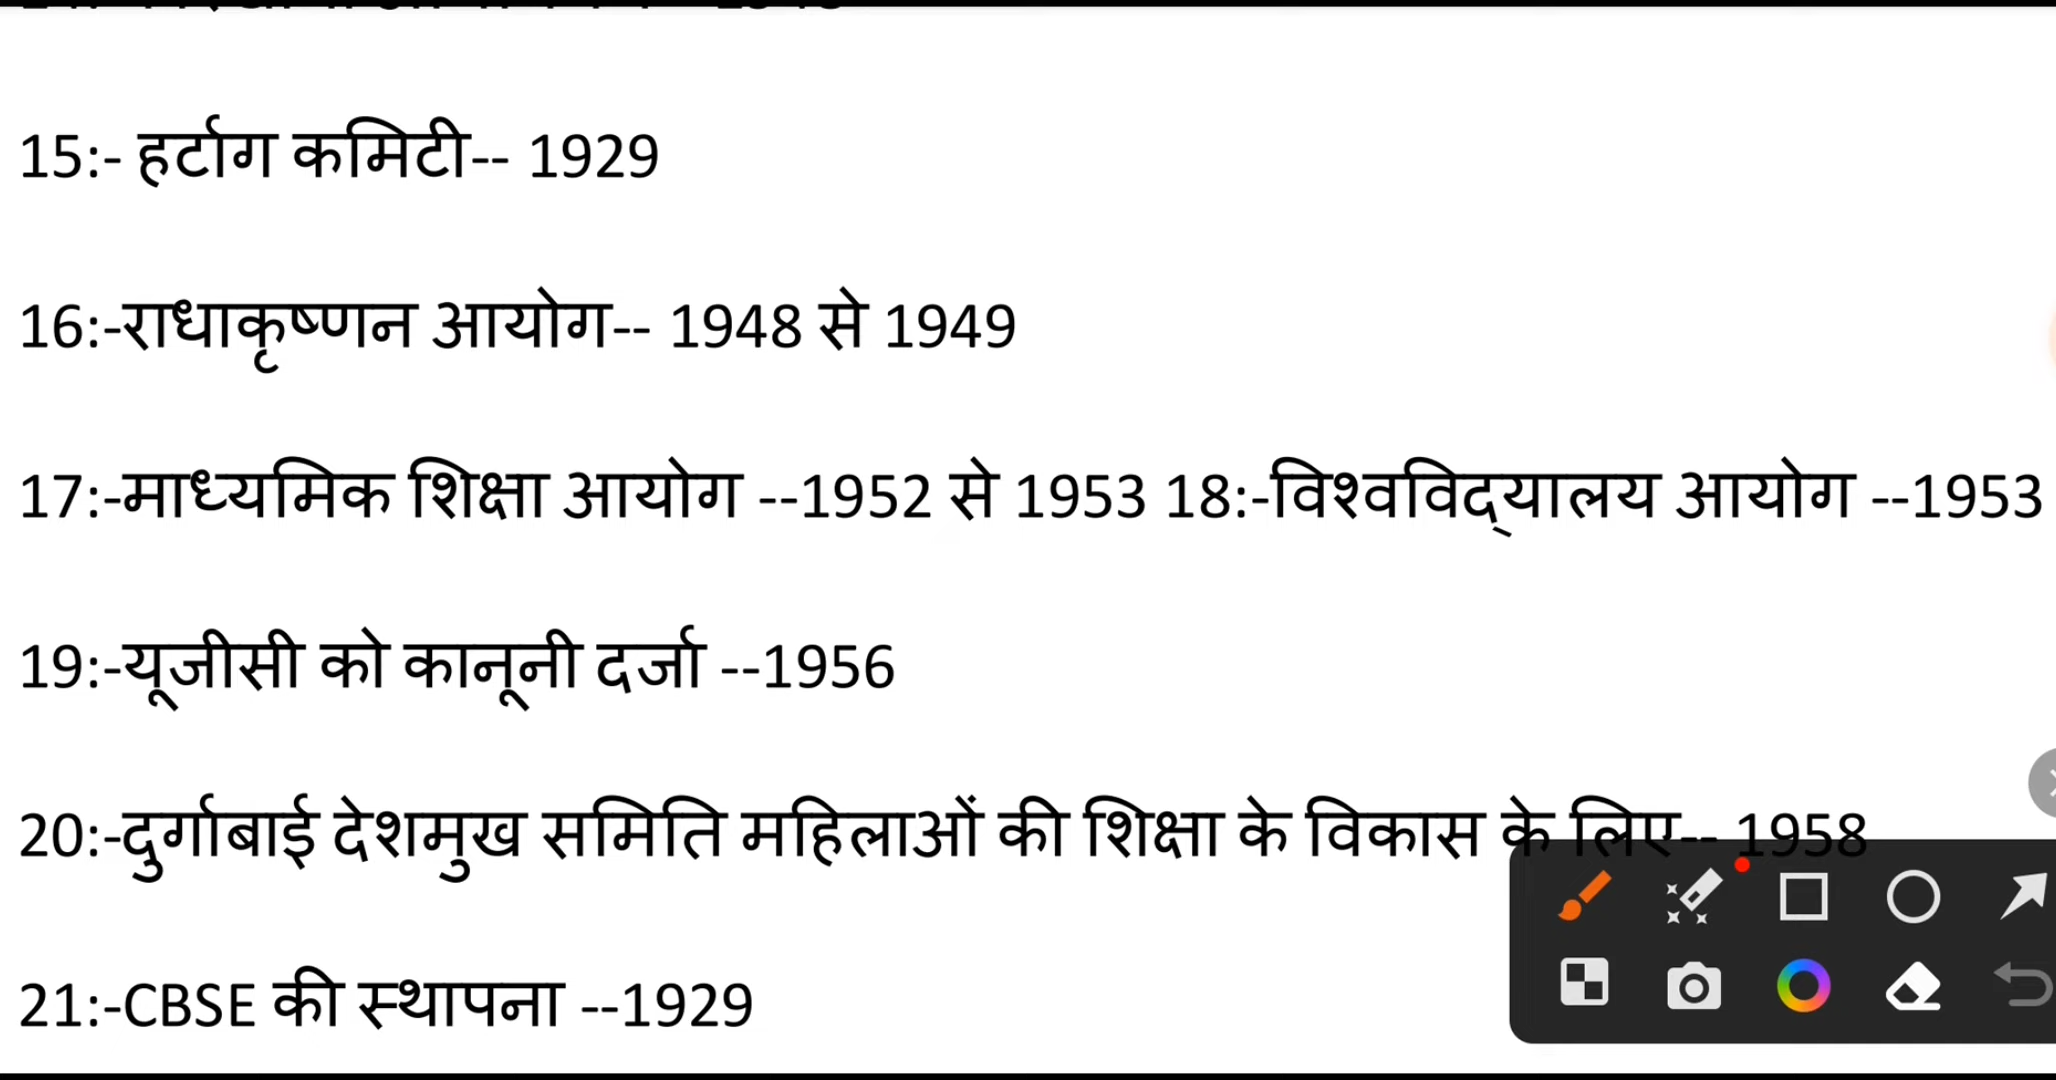 15:- हर्टाग कमिटी-- 1929
16:-राधाकृष्णन आयोग-- 1948 से 1949
17:-माध्यमिक शिक्षा आयोग --1952 से 1953 18:-विश्वविद्यालय आयोग --1953
19:-यूजीसी को कानूनी दर्जा --1956
20:-दुर्गाबाई देशमुख समिति महिलाओं की शिक्षा के विकास के लिए-- 1958
21:-CBSE की स्थापना --1929